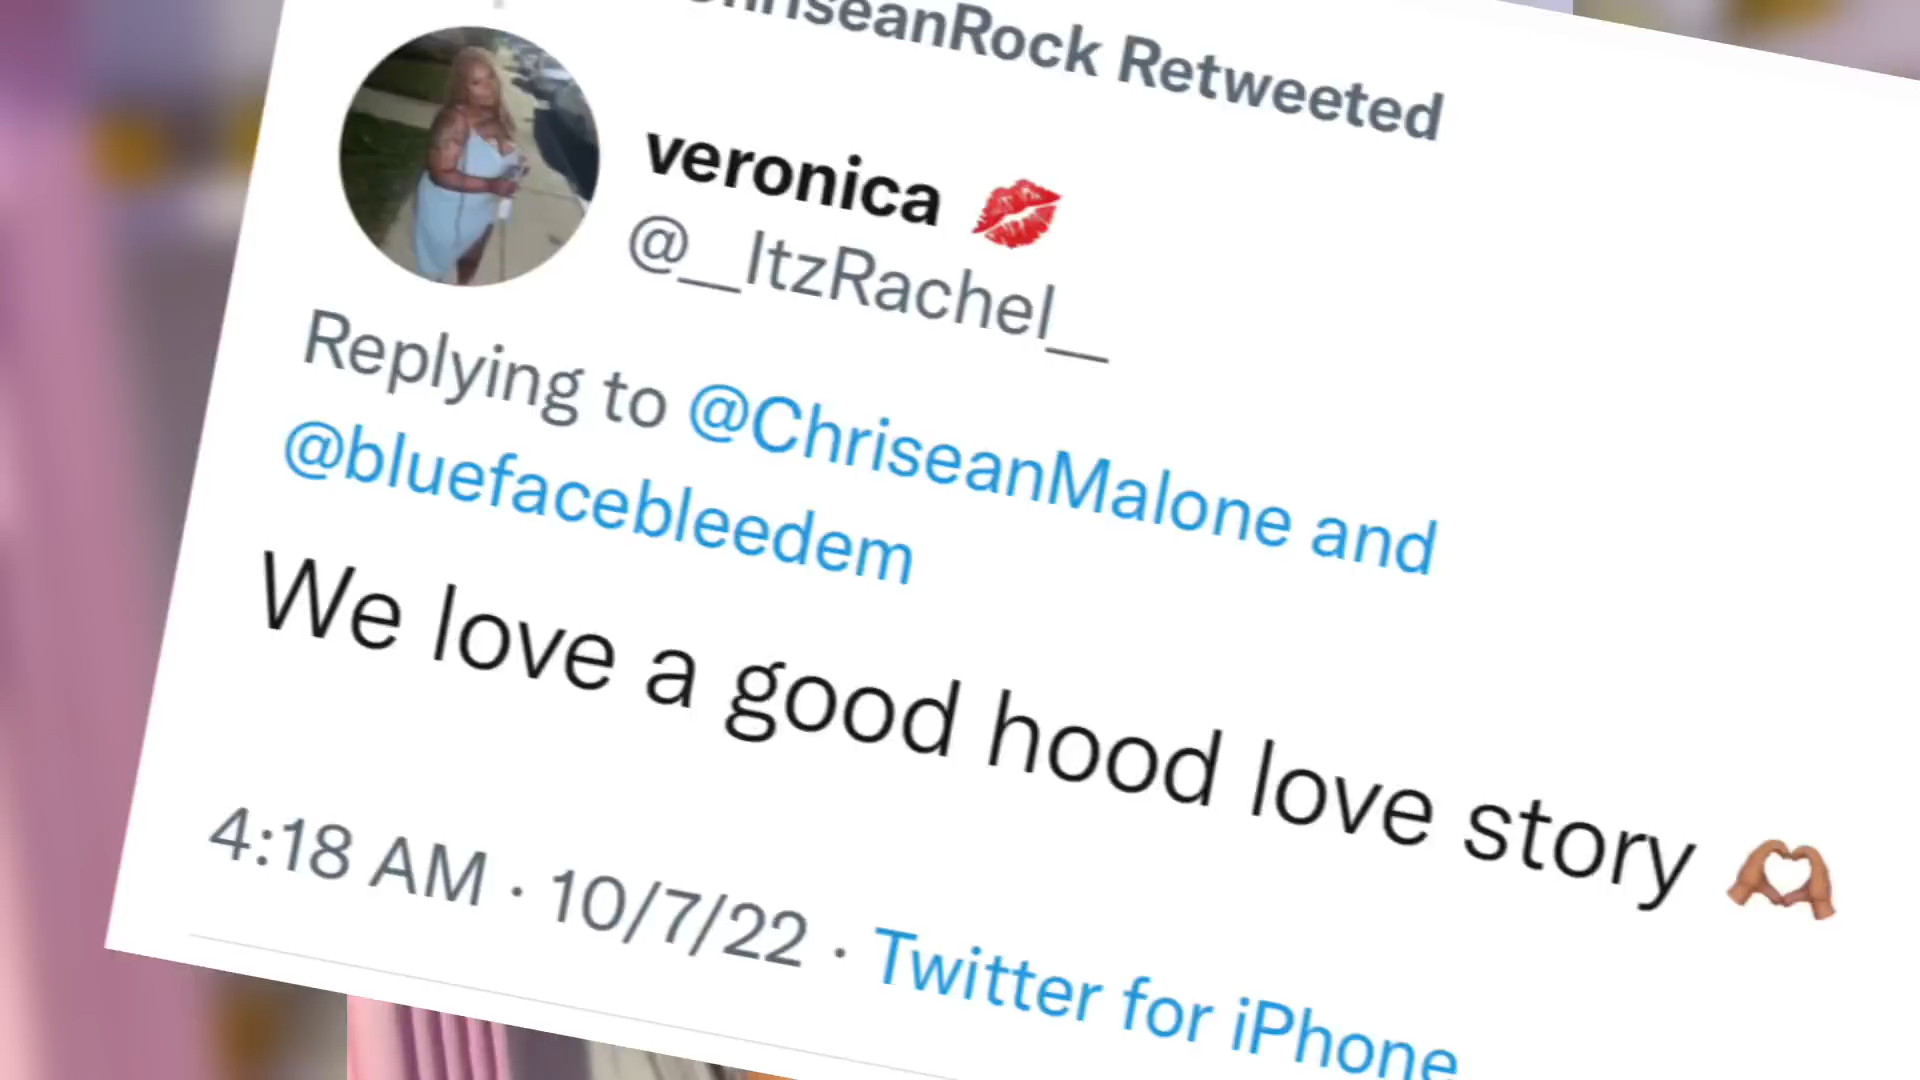 Retweeted
veronica 💋
@__ItzRachel__
Replying to @ChriseanMalone and
@bluefacebleedem
We love a good hood love story 🫶🏽
4:18 AM · 10/7/22 · Twitter for iPhone